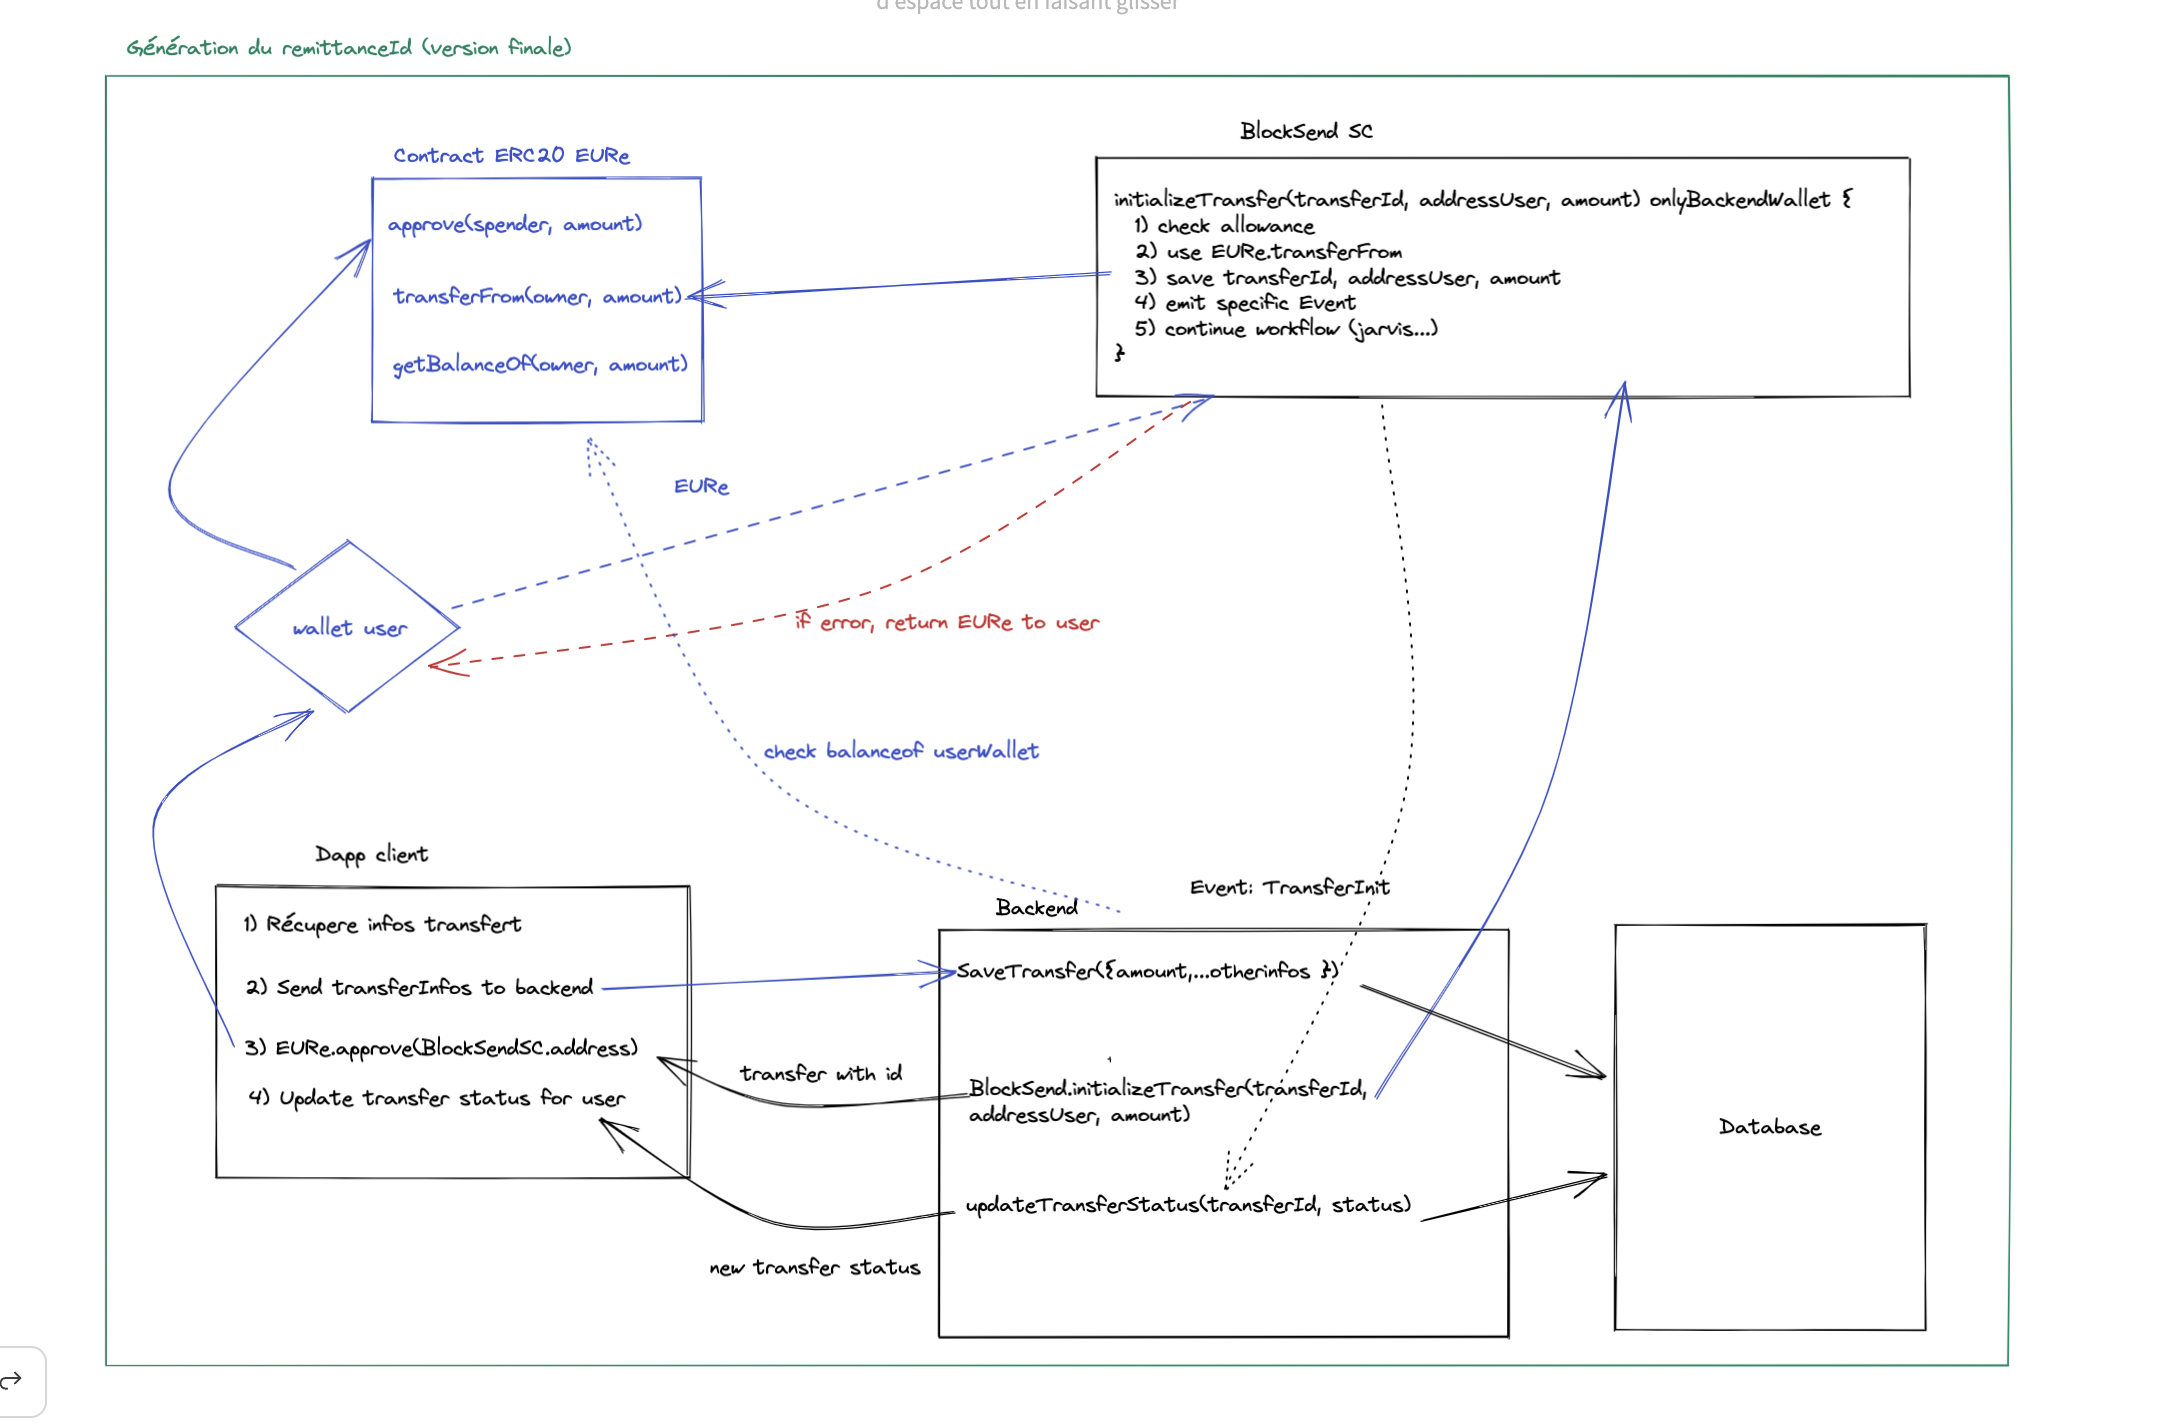 d'espace tout en faisant glisser
Génération du remittanceId (version finale)
BlockSend SC
Contract ERC20 EURe
initializeTransfer(transferId, addressUser, amount) onlyBackendWallet {
1) check allowance
2) use EURe.transferFrom
3) save transferId, addressUser, amount
4) emit specific Event
5) continue workflow (jarvis...)
}
approve(spender, amount)
transferFrom(owner, amount)
getBalanceOf(owner, amount)
EURe
wallet user
if error, return EURe to user
check balanceof userWallet
Dapp client
1) Récupere infos transfert
2) Send transferInfos to backend
3) EURe.approve(BlockSendSC.address)
4) Update transfer status for user
transfer with id
new transfer status
Event: TransferInit
Backend
SaveTransfer({amount,...otherinfos })
BlockSend.initializeTransfer(transferId,
addressUser, amount)
updateTransferStatus(transferId, status)
Database